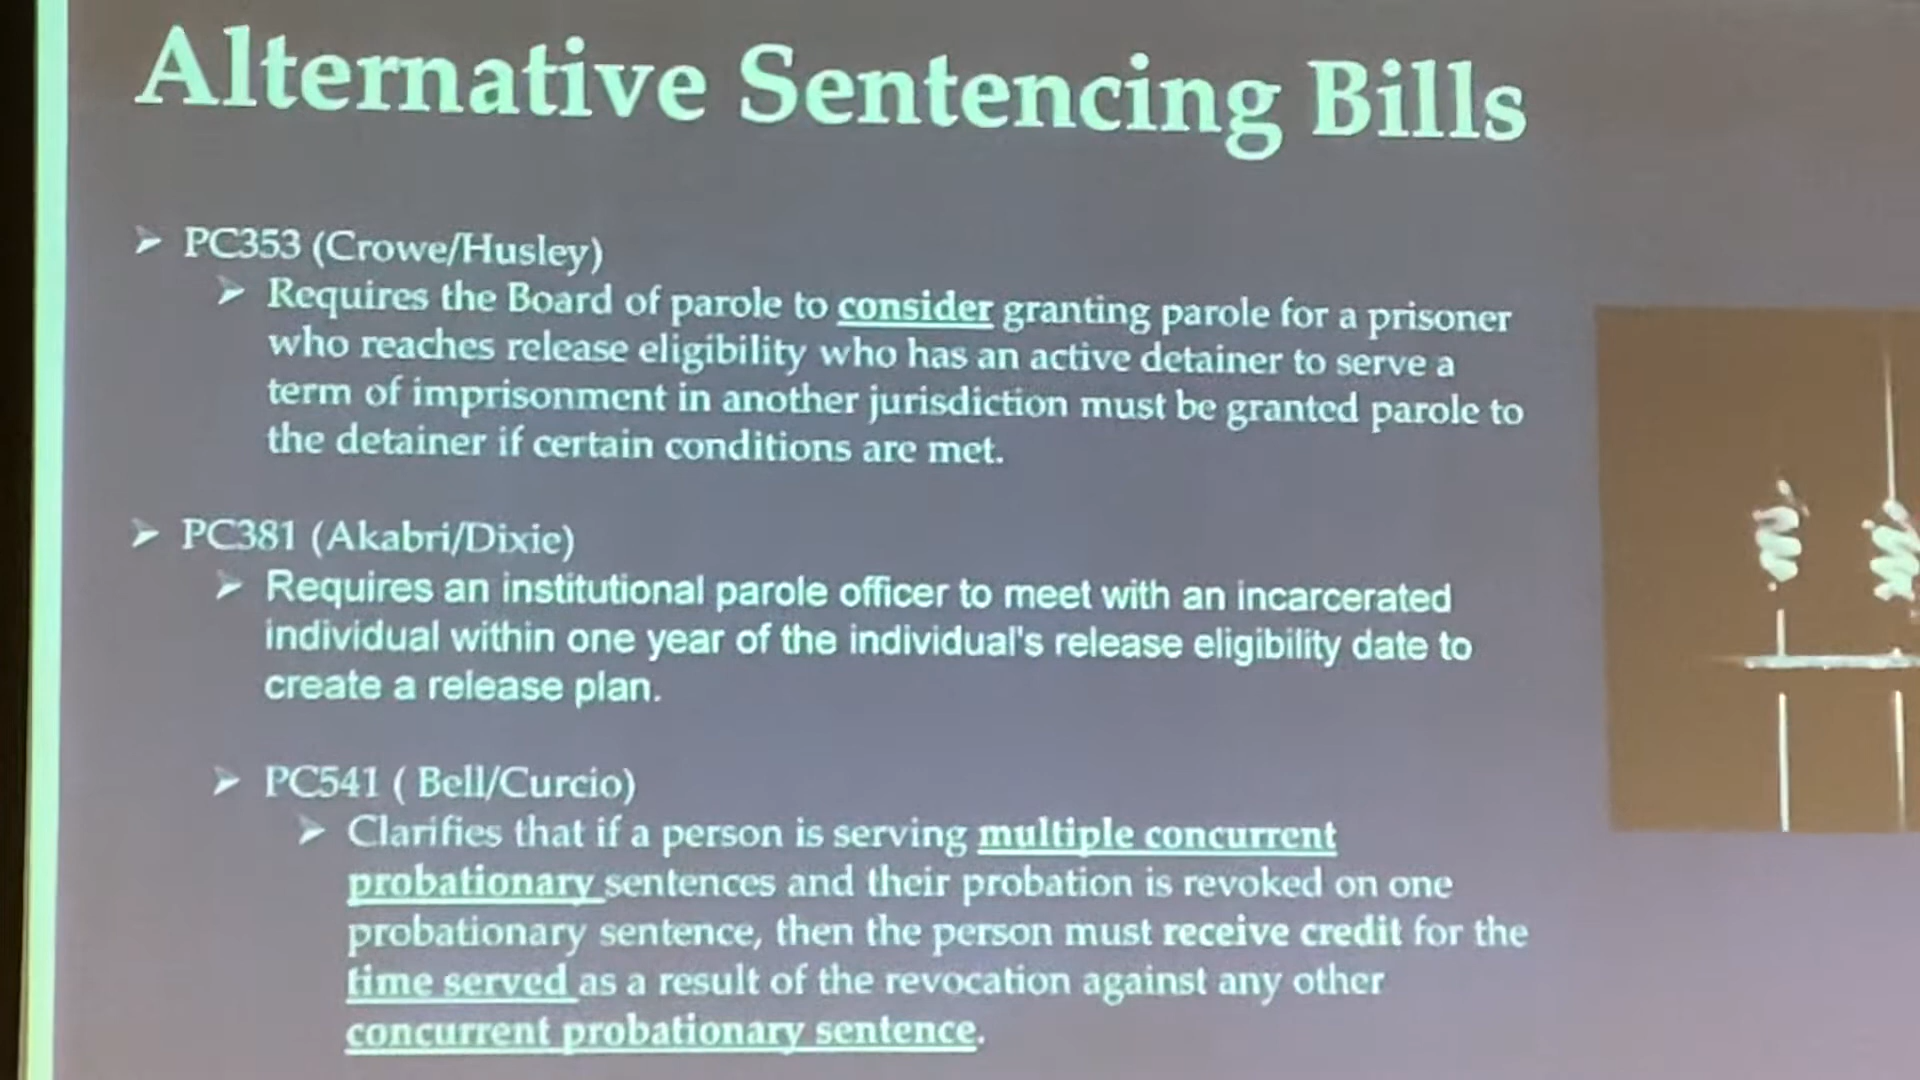 Alternative Sentencing Bills
➢ PC353 (Crowe/Husley)
➢ Requires the Board of parole to consider granting parole for a prisoner
who reaches release eligibility who has an active detainer to serve a
term of imprisonment in another jurisdiction must be granted parole to
the detainer if certain conditions are met.
➢ PC381 (Akabri/Dixie)
➢ Requires an institutional parole officer to meet with an incarcerated
individual within one year of the individual's release eligibility date to
create a release plan.
➢ PC541 ( Bell/Curcio)
➢ Clarifies that if a person is serving multiple concurrent
probationary sentences and their probation is revoked on one
probationary sentence, then the person must receive credit for the
time served as a result of the revocation against any other
concurrent probationary sentence.